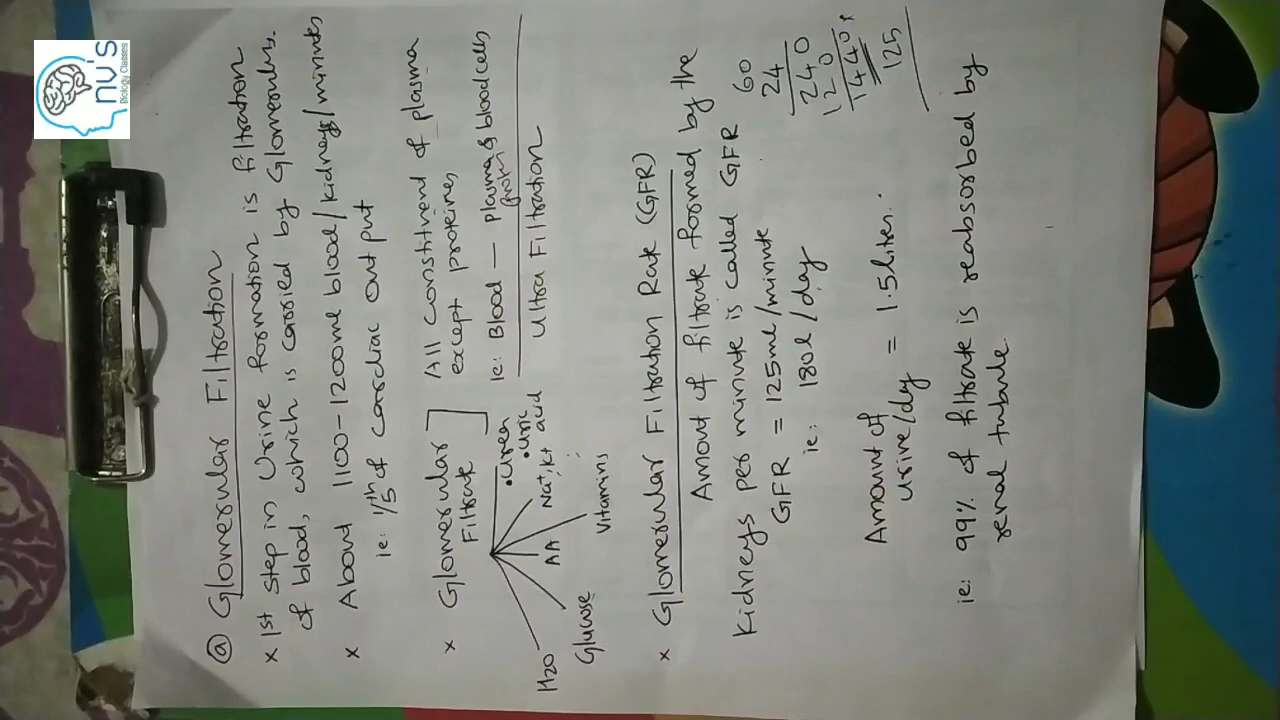 nv's
Biology Classes
ⓐ Glomerular Filtration
x 1st step in Urine formation is filtration
of blood, which is carried by Glomerulus.
x About 1100-1200ml blood/kidneys/minutes
ie: 1/5th of cardiac out put
x Glomerular
Filtrate
All constituent of plasma
except proteines
ie: Blood — plasma protein & blood cells
Ultra Filtration
H2O
Glucose
AA
Vitamins
Na+, K+
• Urea
• Uric
acid
x Glomerular Filtration Rate (GFR)
Amout of filtrate formed by the
Kidneys per minute is called GFR
GFR = 125ml/minute
ie: 180l/day
60
24
240
120
1440 x
125
Amount of
urine/day = 1.5 liter.
ie: 99% of filtrate is reabsorbed by
renal tubule.